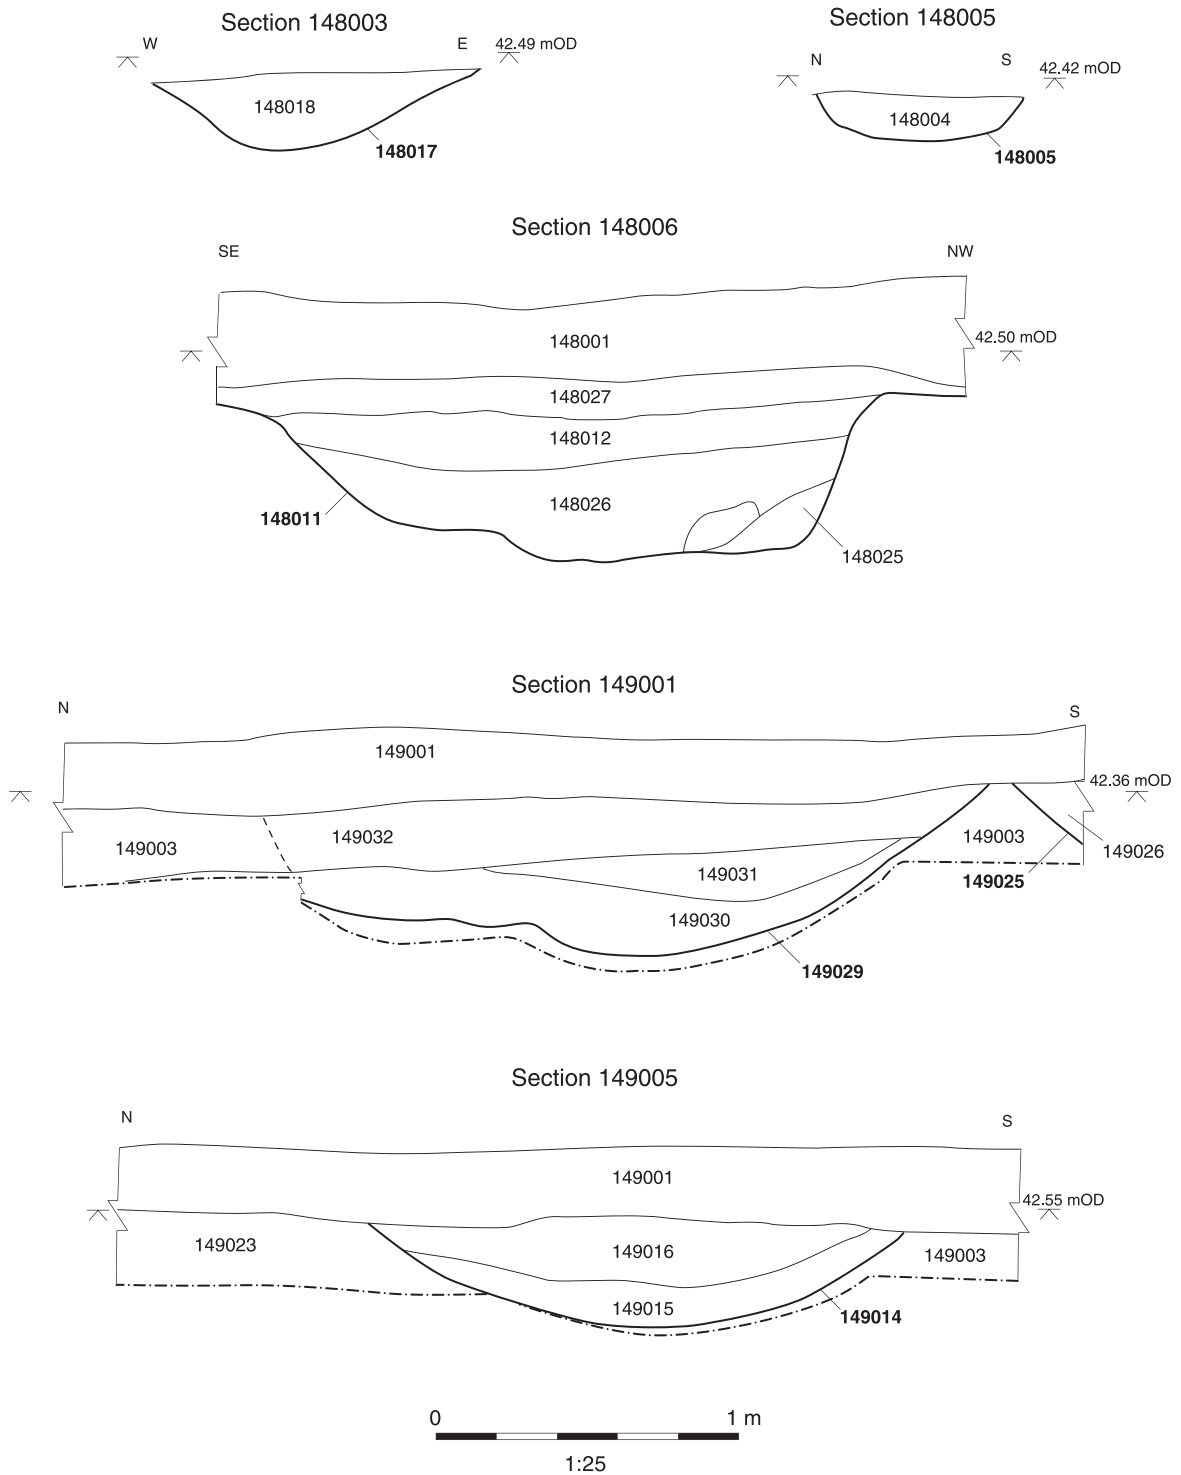 Section 148003
W E 42.49 mOD
148018
148017
Section 148005
N S 42.42 mOD
148004
148005
Section 148006
SE NW
148001
42.50 mOD
148027
148012
148026
148011
148025
Section 149001
N S
149001
42.36 mOD
149032
149003
149003
149026
149031
149025
149030
149029
Section 149005
N S
149001
42.55 mOD
149023
149016
149003
149015
149014
0 1 m
1:25